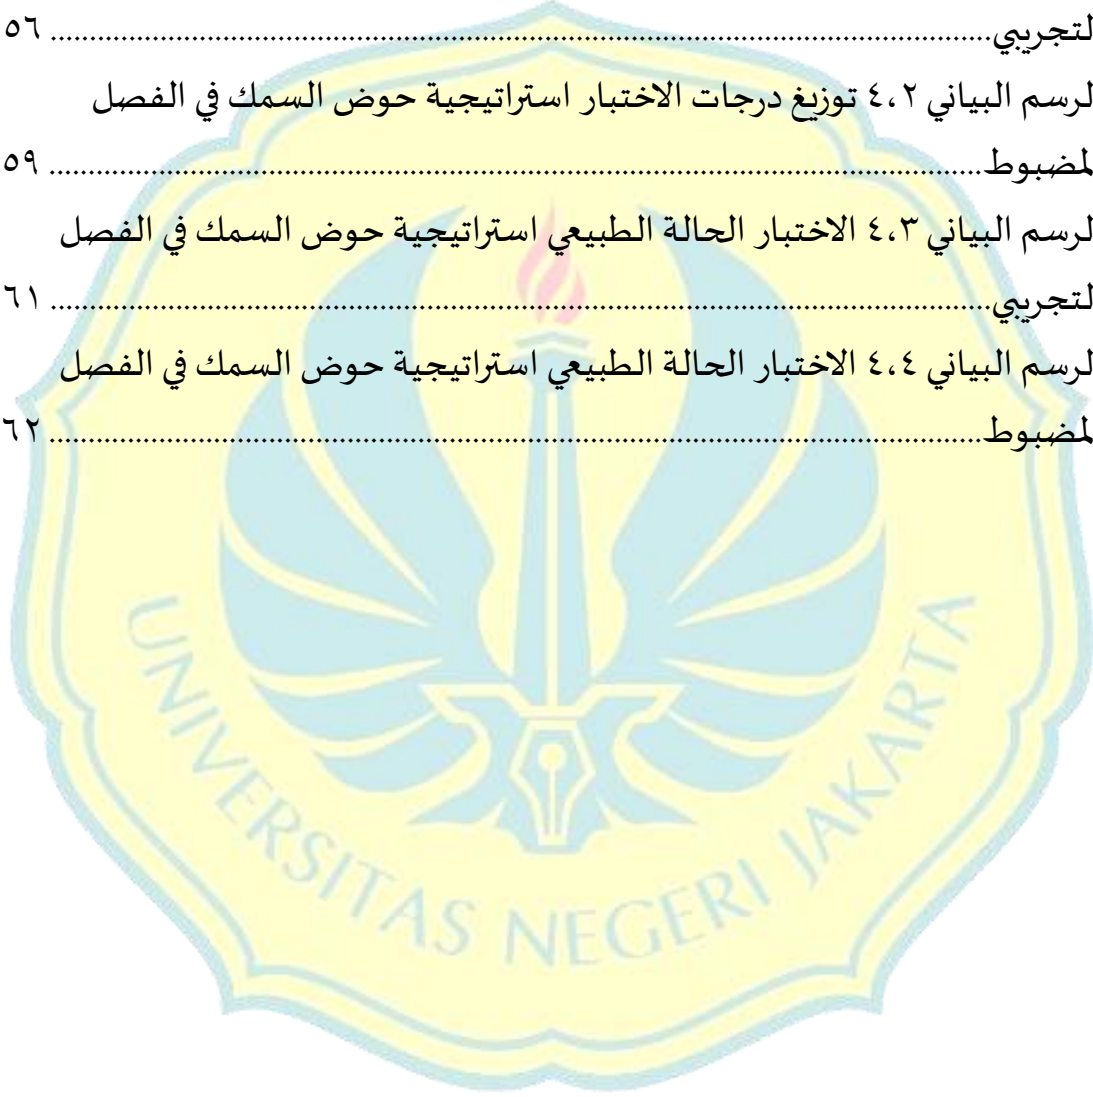 لتجريبي........................................................................................................................ ٥٦
لرسم البياني ٤،٢ توزيغ درجات الاختبار استراتيجية حوض السمك في الفصل
لمضبوط........................................................................................................................ ٥٩
لرسم البياني ٤،٣ الاختبار الحالة الطبيعي استراتيجية حوض السمك في الفصل
لتجريبي........................................................................................................................ ٦١
لرسم البياني ٤،٤ الاختبار الحالة الطبيعي استراتيجية حوض السمك في الفصل
لمضبوط........................................................................................................................ ٦٢
UNIVERSITAS NEGERI JAKARTA